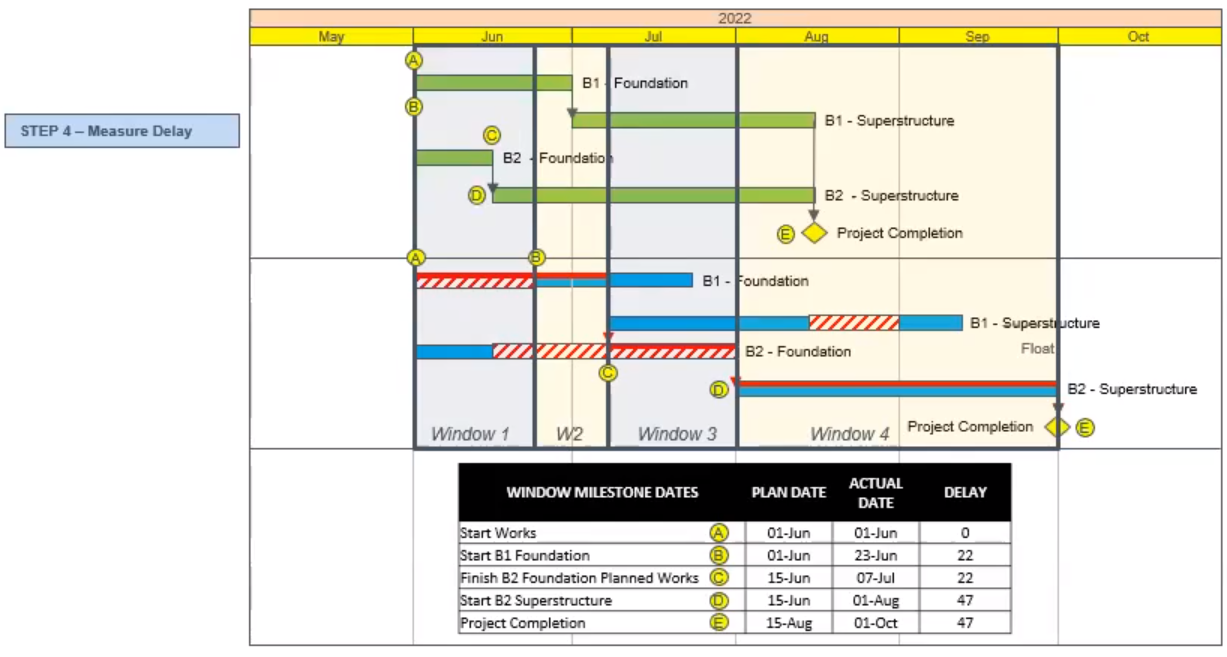 2022
May Jun Jul Aug Sep Oct
A
B1 - Foundation
B
STEP 4 – Measure Delay
B1 - Superstructure
C
B2 - Foundation
D
B2 - Superstructure
E
Project Completion
A
B
B1 - Foundation
B1 - Superstructure
B2 - Foundation
Float
C
D
B2 - Superstructure
Project Completion
E
Window 1 W2 Window 3 Window 4
WINDOW MILESTONE DATES PLAN DATE ACTUAL DATE DELAY
Start Works A 01-Jun 01-Jun 0
Start B1 Foundation B 01-Jun 23-Jun 22
Finish B2 Foundation Planned Works C 15-Jun 07-Jul 22
Start B2 Superstructure D 15-Jun 01-Aug 47
Project Completion E 15-Aug 01-Oct 47